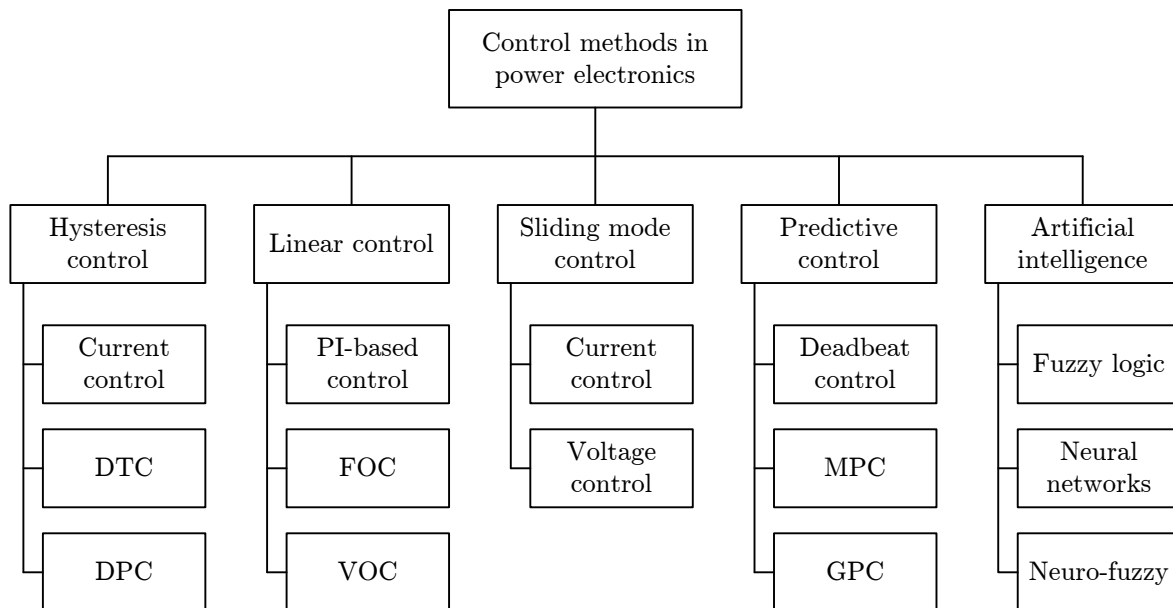 Control methods in
power electronics
Hysteresis
control
Linear control
Sliding mode
control
Predictive
control
Artificial
intelligence
Current
control
PI-based
control
Current
control
Deadbeat
control
Fuzzy logic
DTC
FOC
Voltage
control
MPC
Neural
networks
DPC
VOC
GPC
Neuro-fuzzy